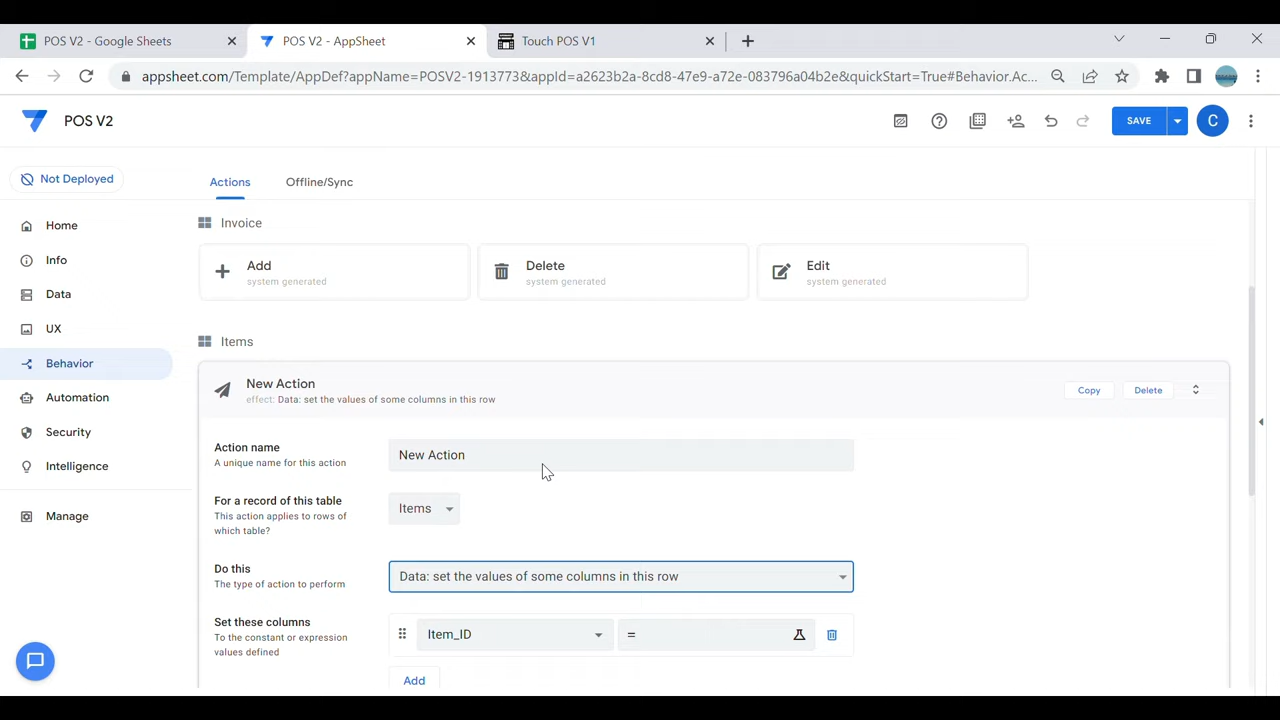 POS V2 - Google Sheets
POS V2 - AppSheet
Touch POS V1
appsheet.com/Template/AppDef?appName=POSV2-1913773&appId=a2623b2a-8cd8-47e9-a72e-083796a04b2e&quickStart=True#Behavior.Ac...
POS V2
SAVE
C
Not Deployed
Actions
Offline/Sync
Home
Info
Data
UX
Behavior
Automation
Security
Intelligence
Manage
Invoice
Add
system generated
Delete
system generated
Edit
system generated
Items
New Action
effect: Data: set the values of some columns in this row
Copy
Delete
Action name
A unique name for this action
New Action
For a record of this table
This action applies to rows of
which table?
Items
Do this
The type of action to perform
Data: set the values of some columns in this row
Set these columns
To the constant or expression
values defined
Item_ID
=
Add